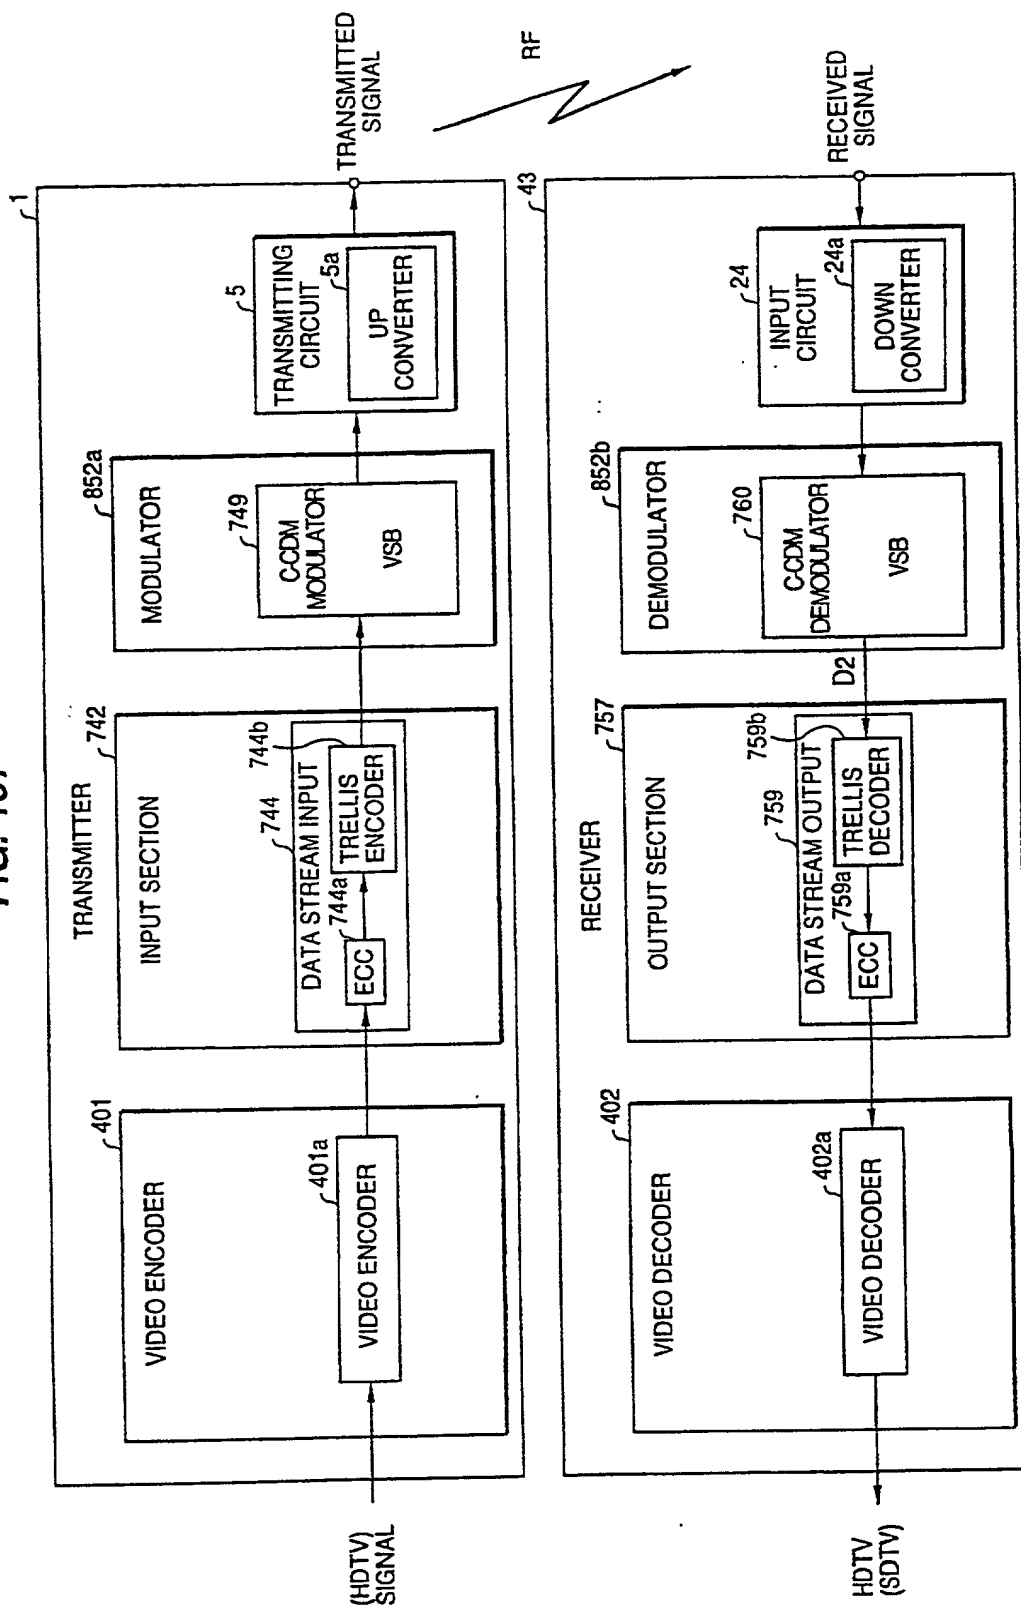 TRANSMITTER
1
(HDTV)
SIGNAL
VIDEO ENCODER
401
VIDEO ENCODER
401a
INPUT SECTION
742
DATA STREAM INPUT
744
ECC
744a
TRELLIS
ENCODER
744b
MODULATOR
852a
C-CDM
MODULATOR
VSB
749
TRANSMITTING
CIRCUIT
5
UP
CONVERTER
5a
TRANSMITTED
SIGNAL
RF
RECEIVER
43
HDTV
(SDTV)
VIDEO DECODER
402
VIDEO DECODER
402a
OUTPUT SECTION
757
DATA STREAM OUTPUT
759
ECC
759a
TRELLIS
DECODER
759b
D2
DEMODULATOR
852b
C-CDM
DEMODULATOR
VSB
760
INPUT
CIRCUIT
24
DOWN
CONVERTER
24a
RECEIVED
SIGNAL